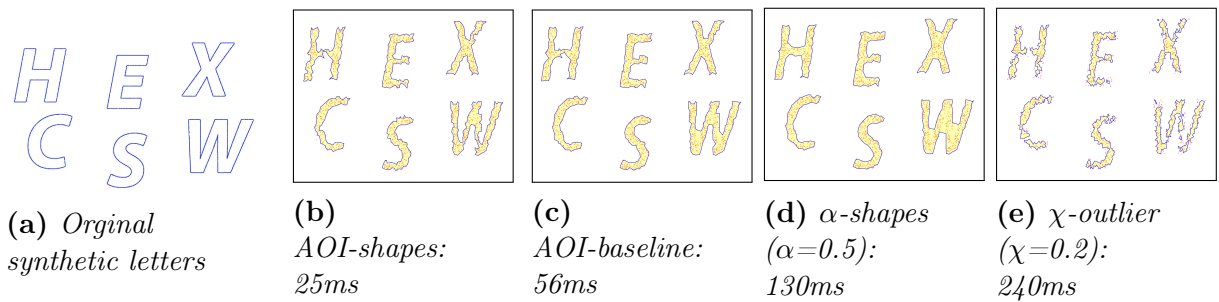 H E X
C S W
H E X
C S W
H E X
C S W
H E X
C S W
H E X
C S W
(a) Orginal
synthetic letters
(b)
AOI-shapes:
25ms
(c)
AOI-baseline:
56ms
(d) α-shapes
(α=0.5):
130ms
(e) χ-outlier
(χ=0.2):
240ms